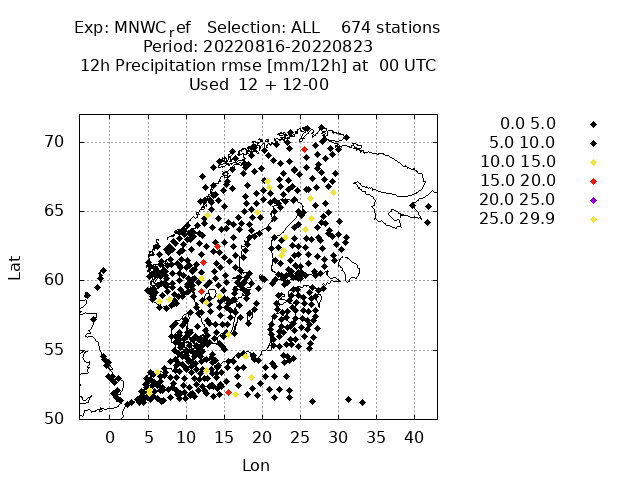 Exp: MNWC_ref Selection: ALL 674 stations
Period: 20220816-20220823
12h Precipitation rmse [mm/12h] at 00 UTC
Used 12 + 12-00
0.0 5.0
5.0 10.0
10.0 15.0
15.0 20.0
20.0 25.0
25.0 29.9
70
65
60
55
50
Lat
0 5 10 15 20 25 30 35 40
Lon